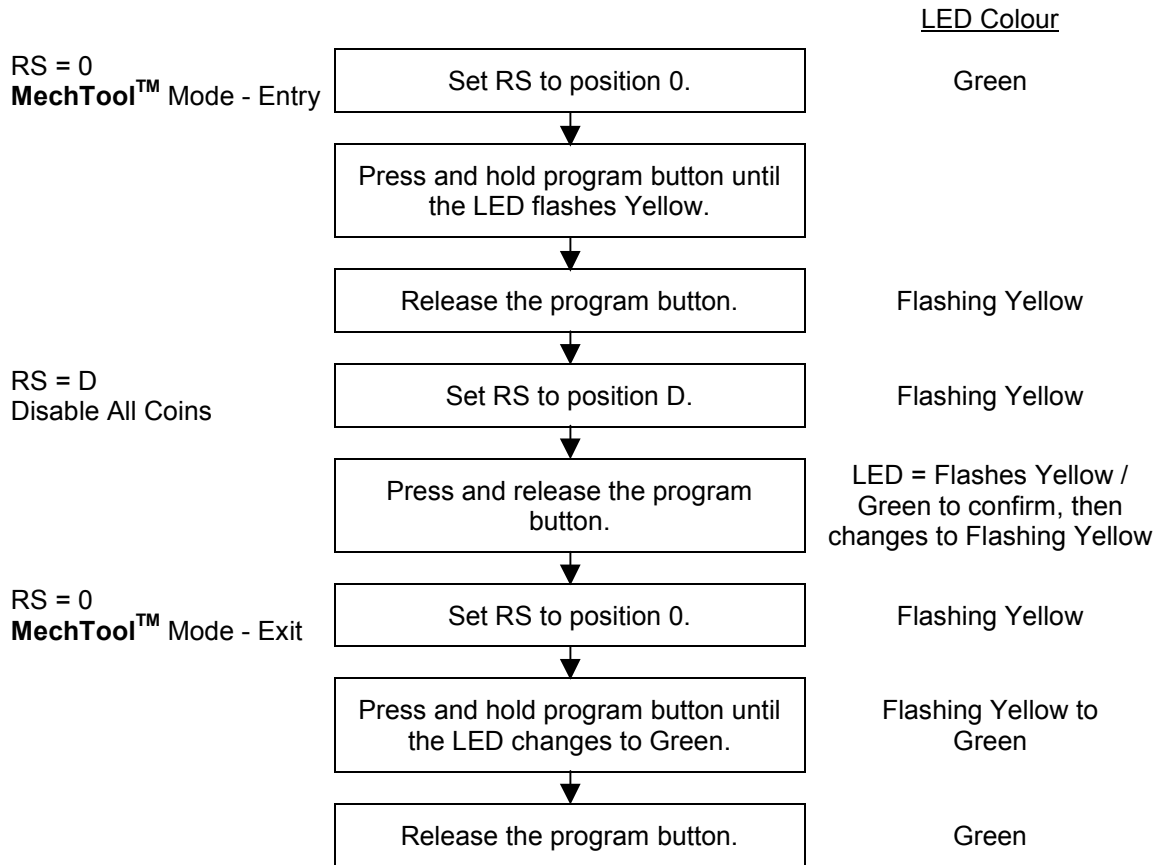 LED Colour
RS = 0
MechTool™ Mode - Entry
Set RS to position 0.
Green
Press and hold program button until
the LED flashes Yellow.
Release the program button.
Flashing Yellow
RS = D
Disable All Coins
Set RS to position D.
Flashing Yellow
Press and release the program
button.
LED = Flashes Yellow /
Green to confirm, then
changes to Flashing Yellow
RS = 0
MechTool™ Mode - Exit
Set RS to position 0.
Flashing Yellow
Press and hold program button until
the LED changes to Green.
Flashing Yellow to
Green
Release the program button.
Green